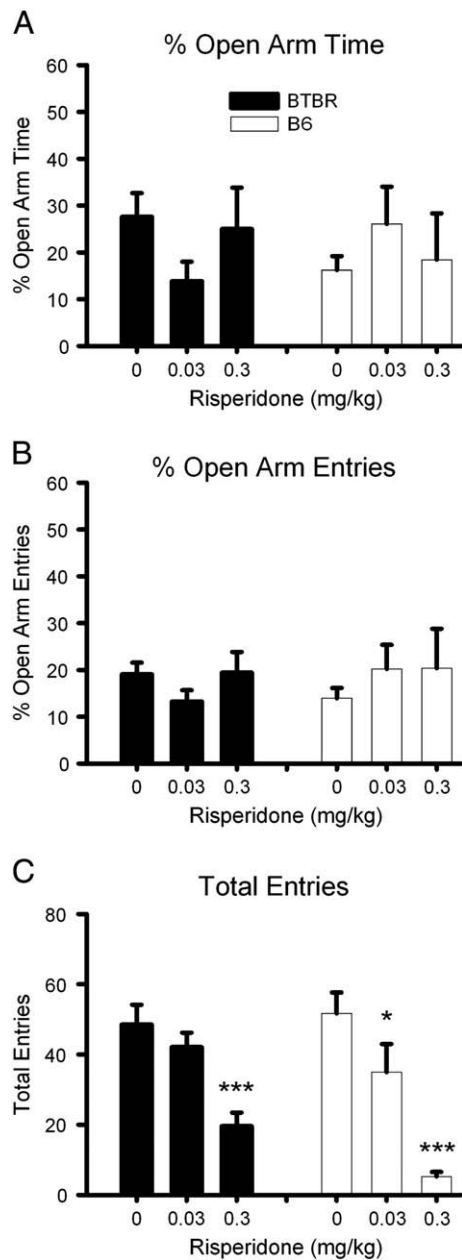 A
% Open Arm Time
BTBR
B6
% Open Arm Time
60
50
40
30
20
10
0
0 0.03 0.3 0 0.03 0.3
Risperidone (mg/kg)
B
% Open Arm Entries
% Open Arm Entries
60
50
40
30
20
10
0
0 0.03 0.3 0 0.03 0.3
Risperidone (mg/kg)
C
Total Entries
Total Entries
80
60
40
20
0
***
*
***
0 0.03 0.3 0 0.03 0.3
Risperidone (mg/kg)